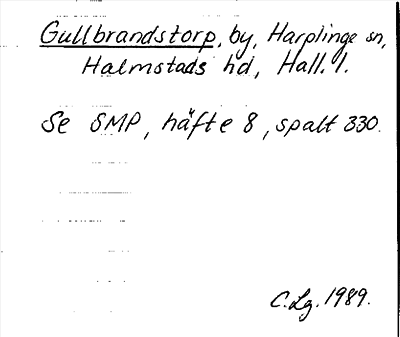 Gullbrandstorp, by, Harplinge sn,
Halmstads hd, Hall. l.
Se SMP, häfte 8, spalt 330.
C. Lg. 1989.